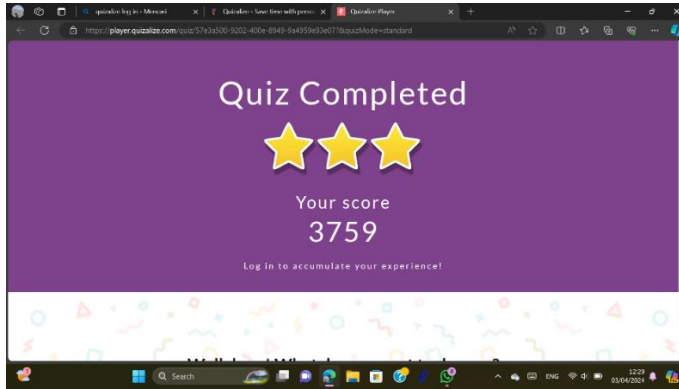 quizalize log in - Mencari
Quizalize - Save time with person
Quizalize Player
https://player.quizalize.com/quiz/57e3a500-9202-400e-8949-9a4959e93e07?&quizMode=standard
Quiz Completed
Your score
3759
Log in to accumulate your experience!
Search
ENG
12:29
03/04/2024